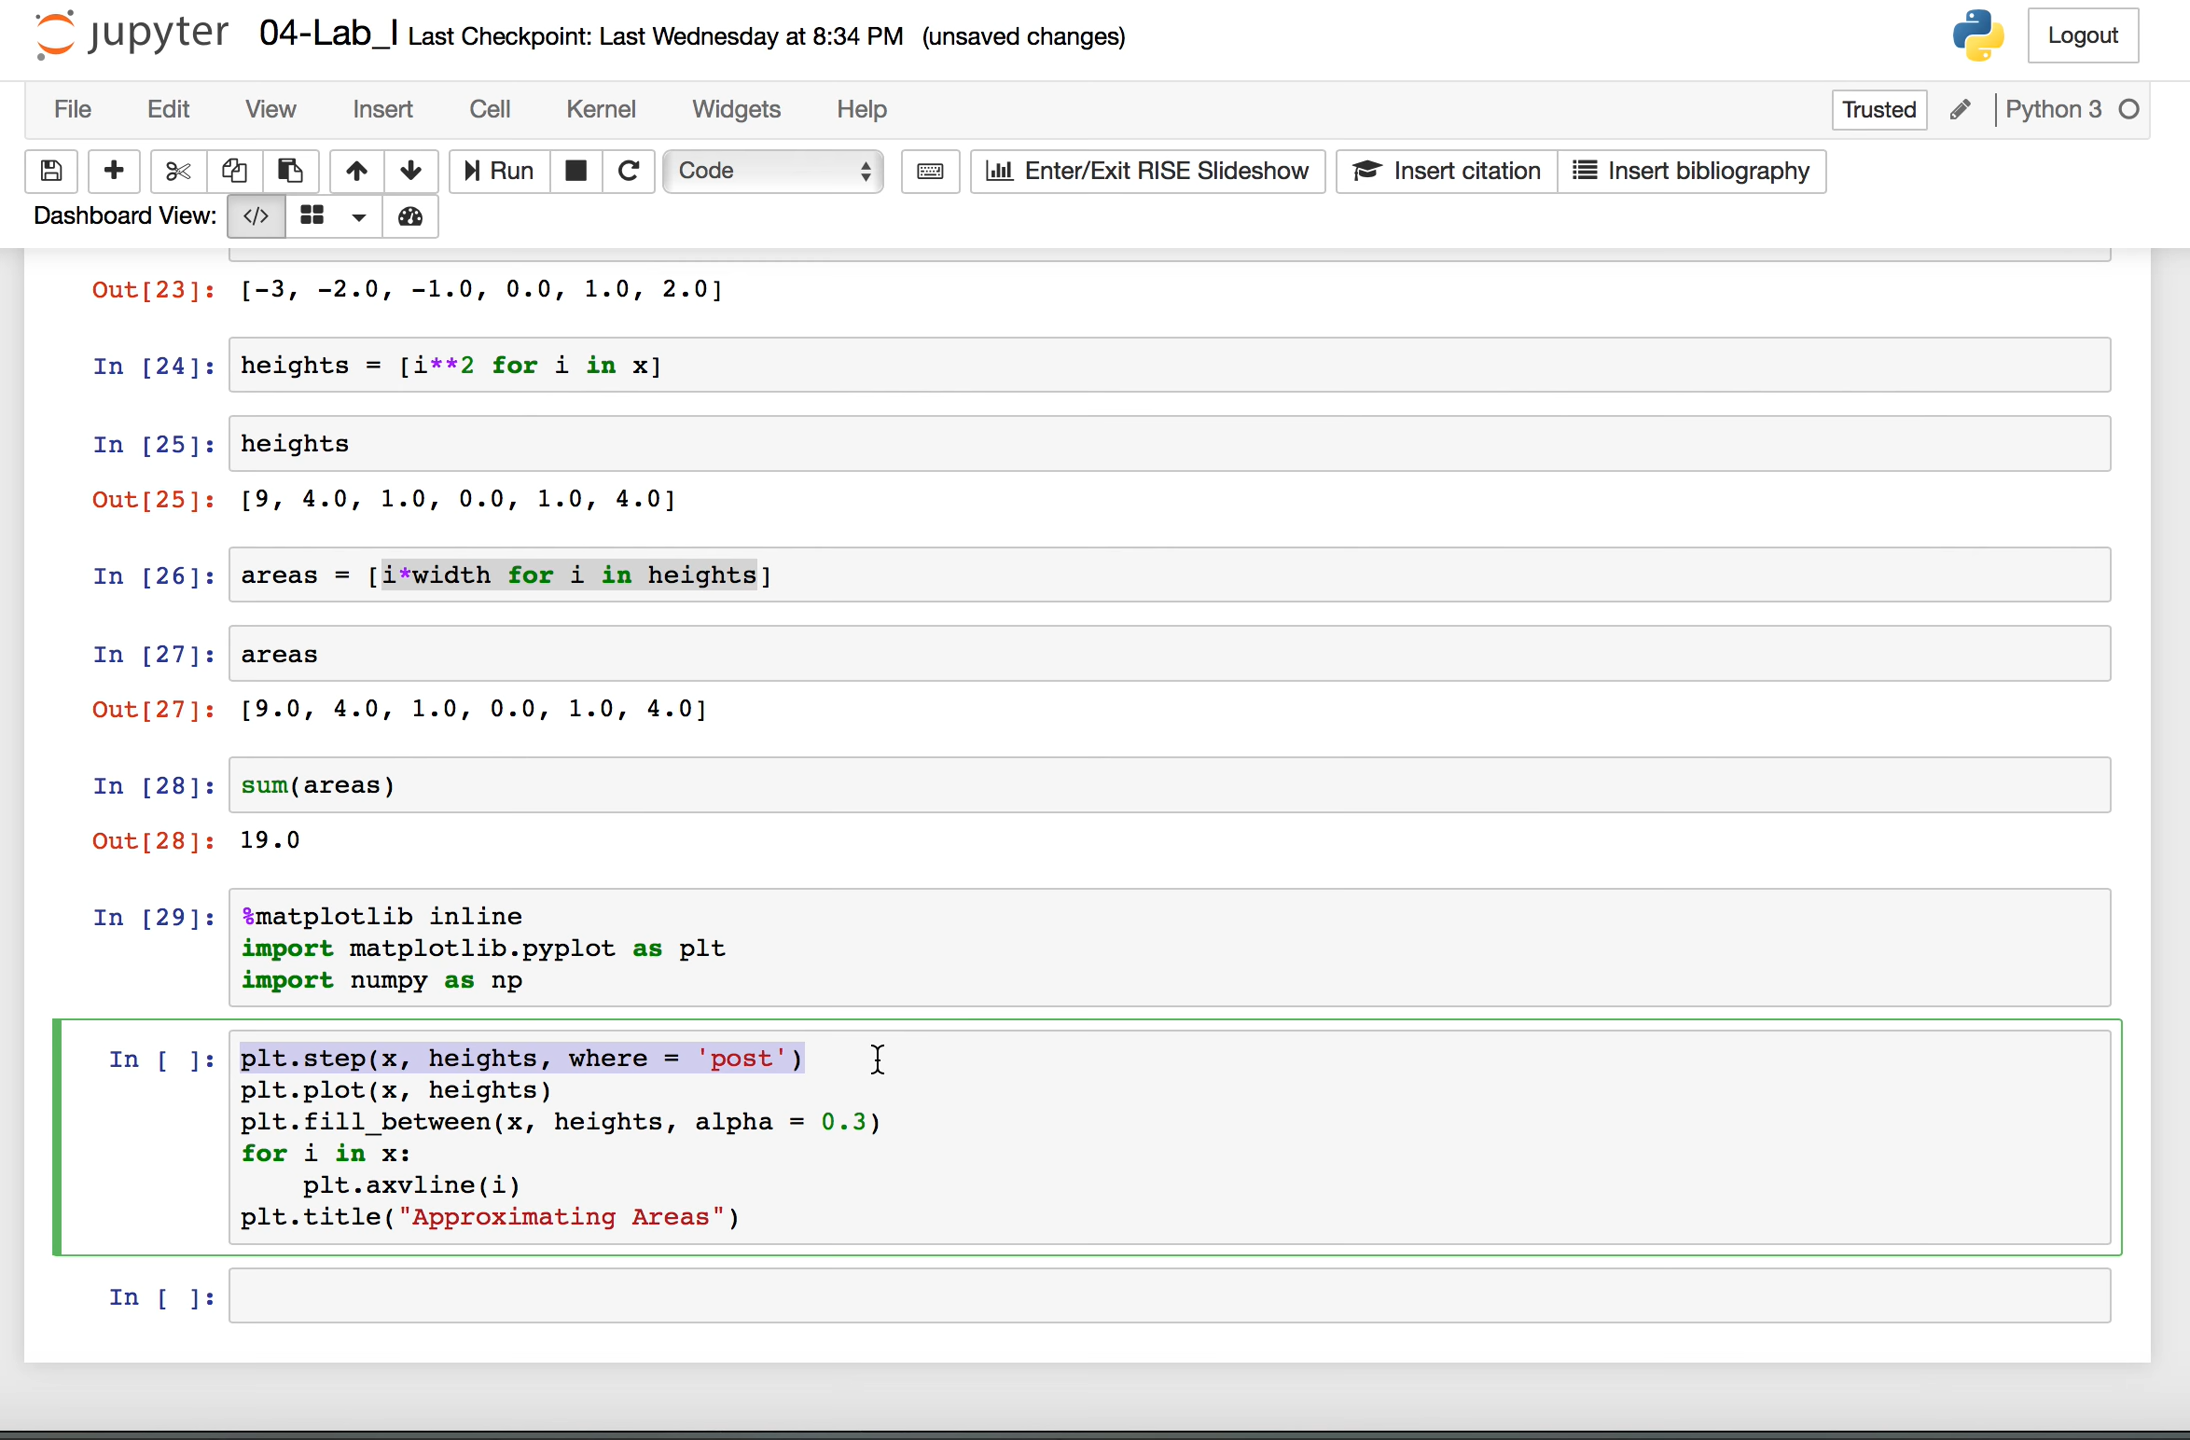 jupyter 04-Lab_I Last Checkpoint: Last Wednesday at 8:34 PM (unsaved changes) Logout
File Edit View Insert Cell Kernel Widgets Help Trusted Python 3
Run Code Enter/Exit RISE Slideshow Insert citation Insert bibliography
Dashboard View: </>
Out[23]: [-3, -2.0, -1.0, 0.0, 1.0, 2.0]
In [24]: heights = [i**2 for i in x]
In [25]: heights
Out[25]: [9, 4.0, 1.0, 0.0, 1.0, 4.0]
In [26]: areas = [i*width for i in heights]
In [27]: areas
Out[27]: [9.0, 4.0, 1.0, 0.0, 1.0, 4.0]
In [28]: sum(areas)
Out[28]: 19.0
In [29]: %matplotlib inline
import matplotlib.pyplot as plt
import numpy as np
In [ ]: plt.step(x, heights, where = 'post')
plt.plot(x, heights)
plt.fill_between(x, heights, alpha = 0.3)
for i in x:
    plt.axvline(i)
plt.title("Approximating Areas")
In [ ]: